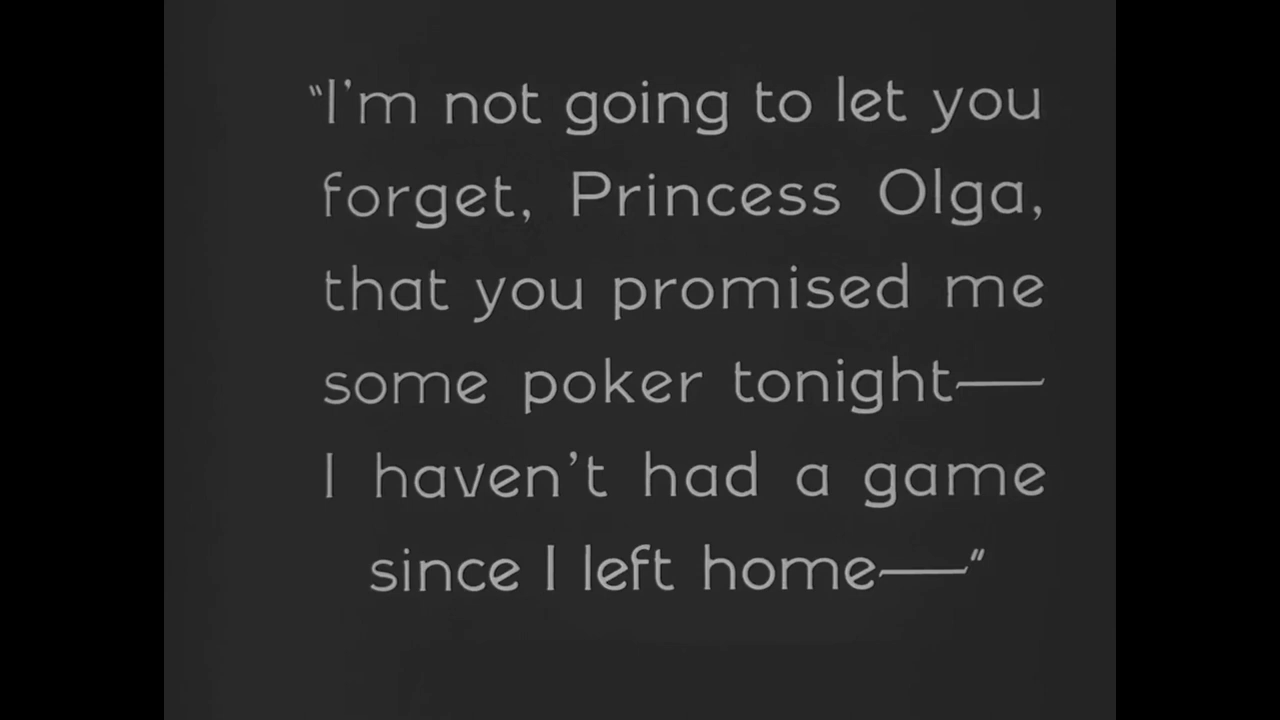 “I’m not going to let you
forget, Princess Olga,
that you promised me
some poker tonight—
I haven’t had a game
since I left home—”